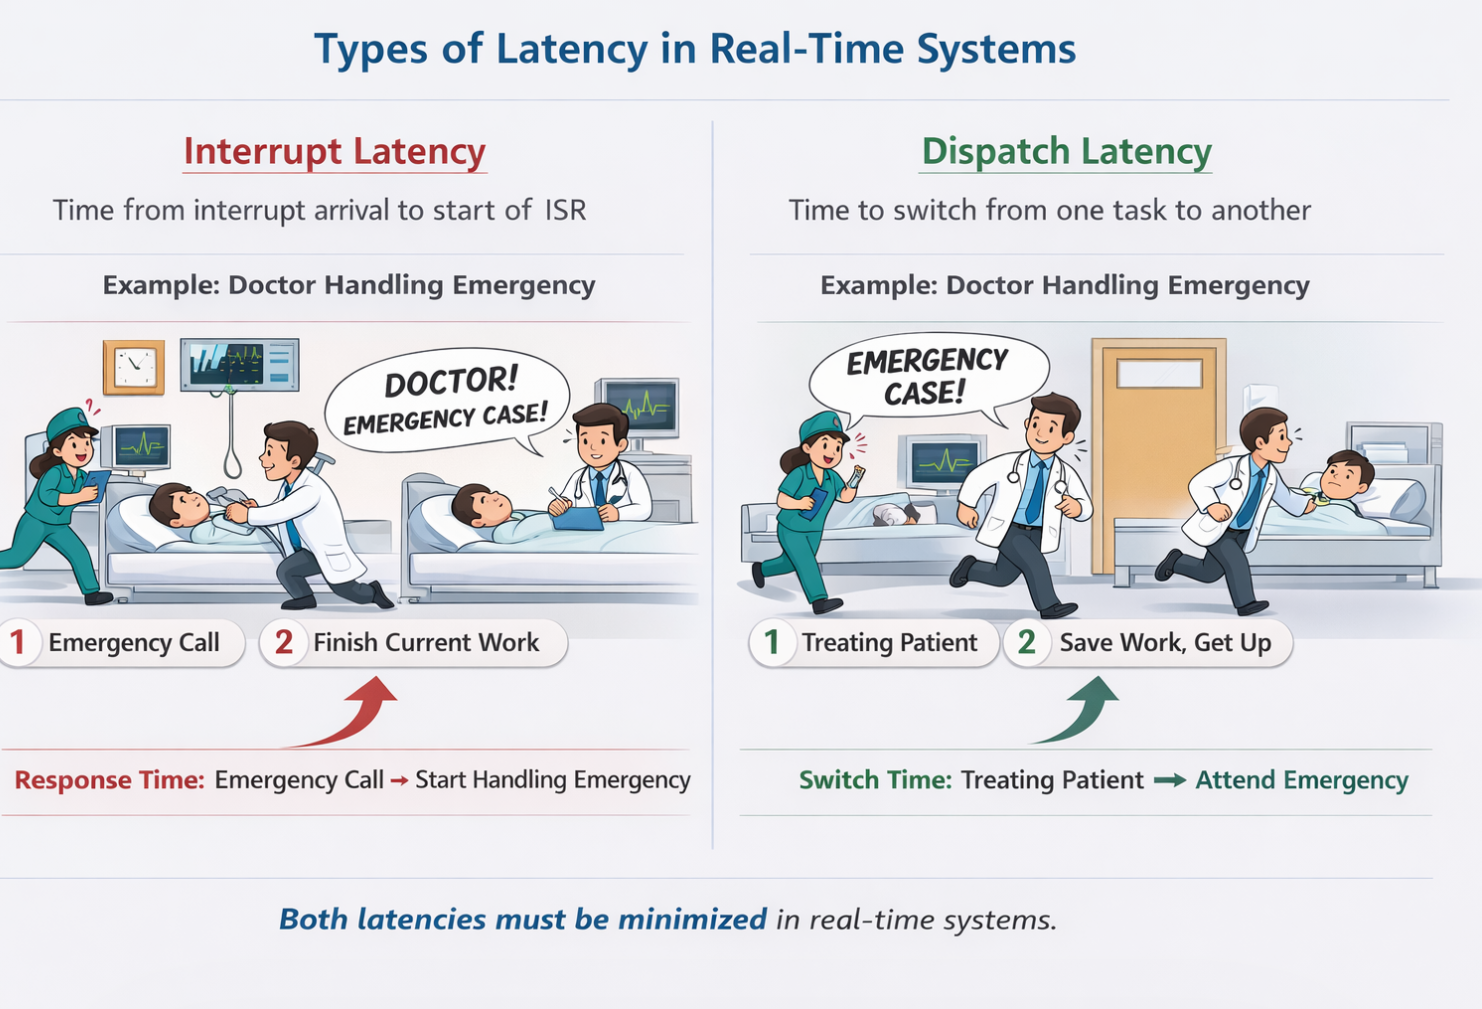 Types of Latency in Real-Time Systems
Interrupt Latency
Time from interrupt arrival to start of ISR
Example: Doctor Handling Emergency
DOCTOR!
EMERGENCY CASE!
1 Emergency Call
2 Finish Current Work
Response Time: Emergency Call → Start Handling Emergency
Dispatch Latency
Time to switch from one task to another
Example: Doctor Handling Emergency
EMERGENCY
CASE!
1 Treating Patient
2 Save Work, Get Up
Switch Time: Treating Patient → Attend Emergency
Both latencies must be minimized in real-time systems.